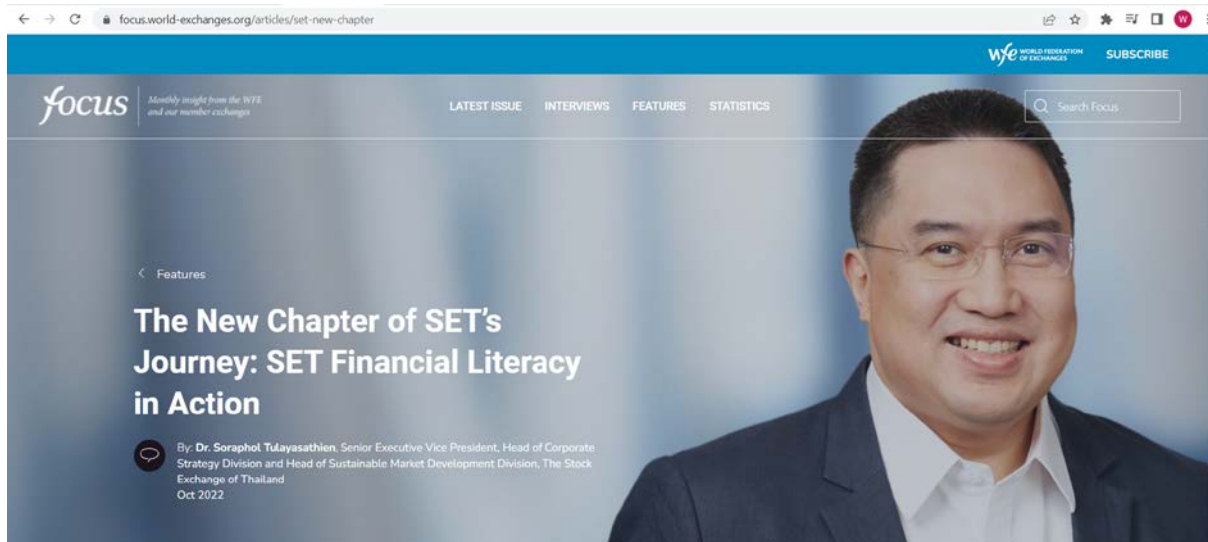 focus.world-exchanges.org/articles/set-new-chapter
W
wfe WORLD FEDERATION
OF EXCHANGES
SUBSCRIBE
focus
Monthly insight from the WFE
and our member exchanges
LATEST ISSUE INTERVIEWS FEATURES STATISTICS
Search Focus
< Features
The New Chapter of SET's
Journey: SET Financial Literacy
in Action
By: Dr. Soraphol Tulayasathien, Senior Executive Vice President, Head of Corporate
Strategy Division and Head of Sustainable Market Development Division, The Stock
Exchange of Thailand
Oct 2022